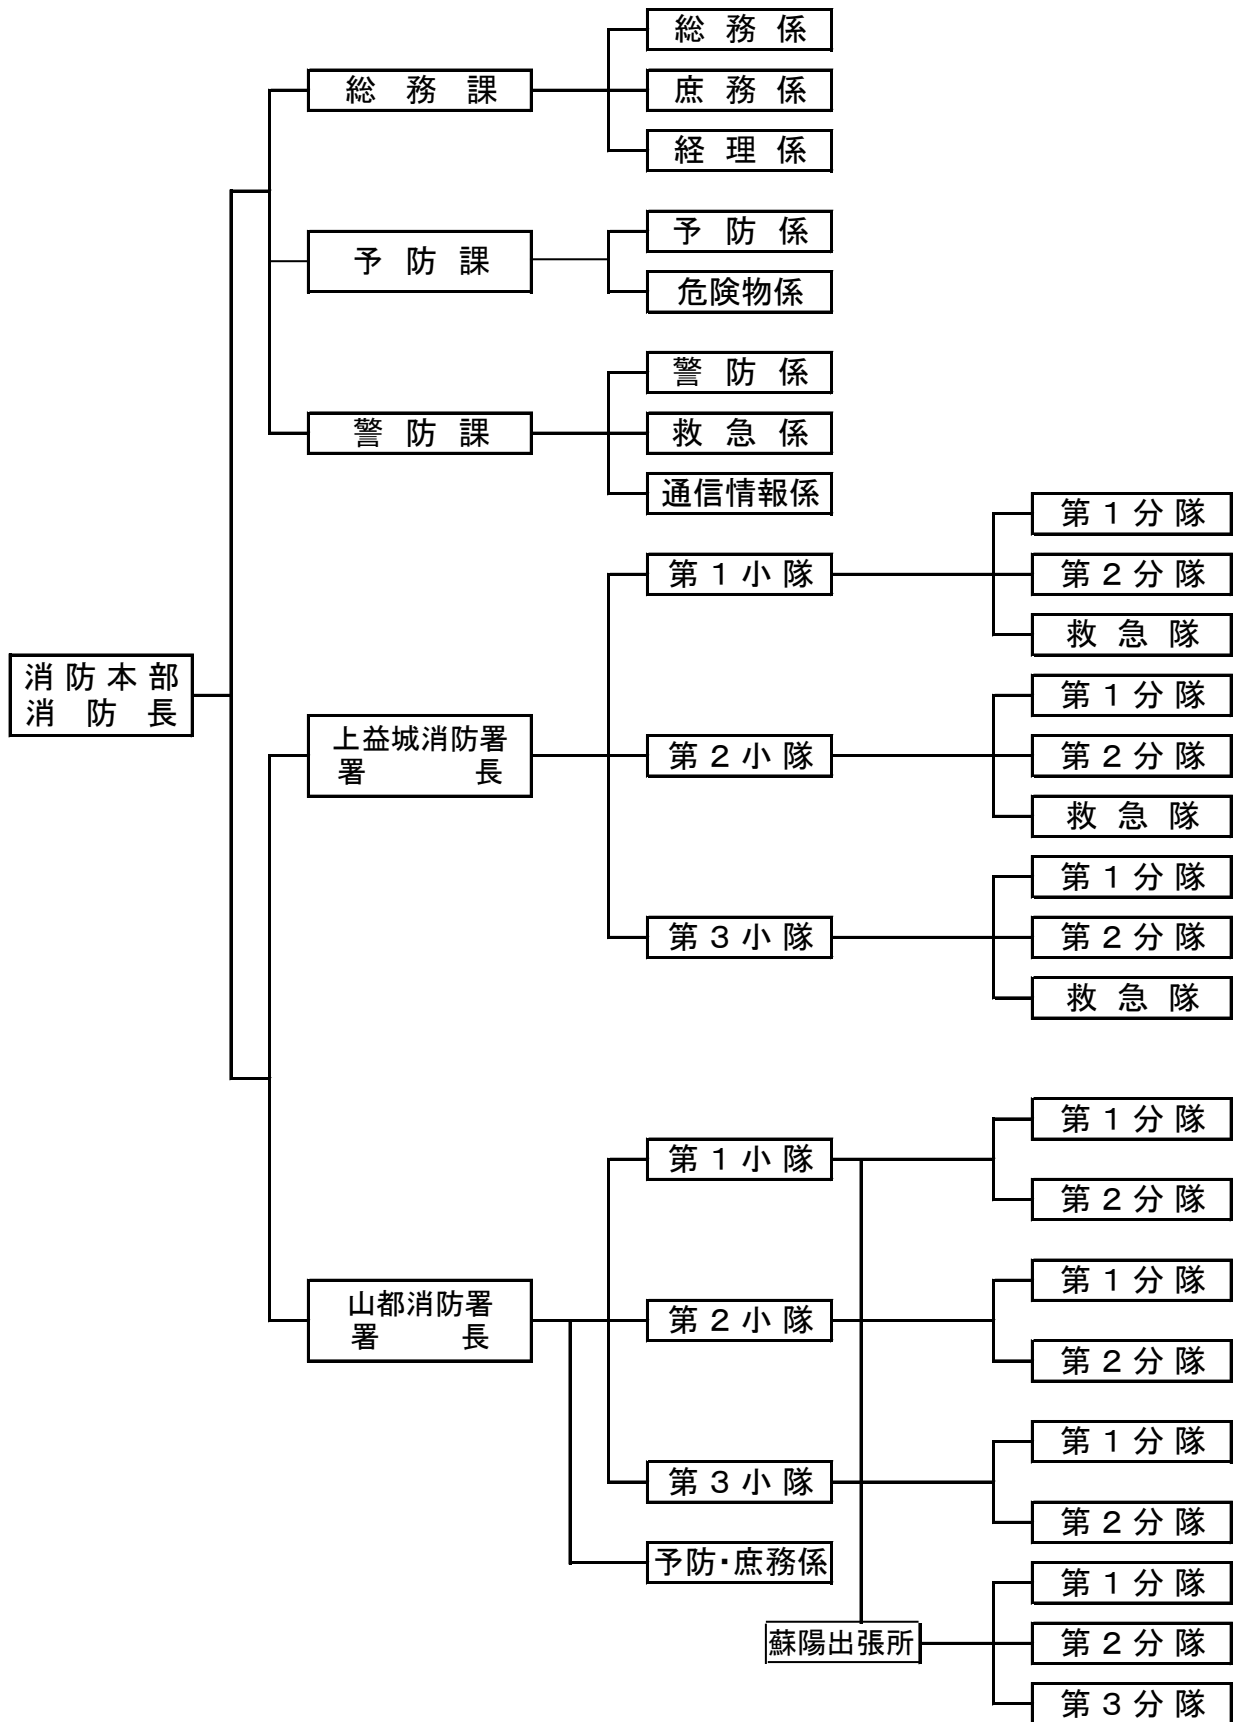 総務係
総務課
庶務係
経理係
予防係
予防課
危険物係
警防係
警防課
救急係
通信情報係
第1分隊
第1小隊
第2分隊
救急隊
消防本部
消防長
上益城消防署
署長
第1分隊
第2小隊
第2分隊
救急隊
第1分隊
第3小隊
第2分隊
救急隊
第1分隊
第1小隊
第2分隊
山都消防署
署長
第1分隊
第2小隊
第2分隊
第1分隊
第3小隊
第2分隊
予防・庶務係
第1分隊
蘇陽出張所
第2分隊
第3分隊